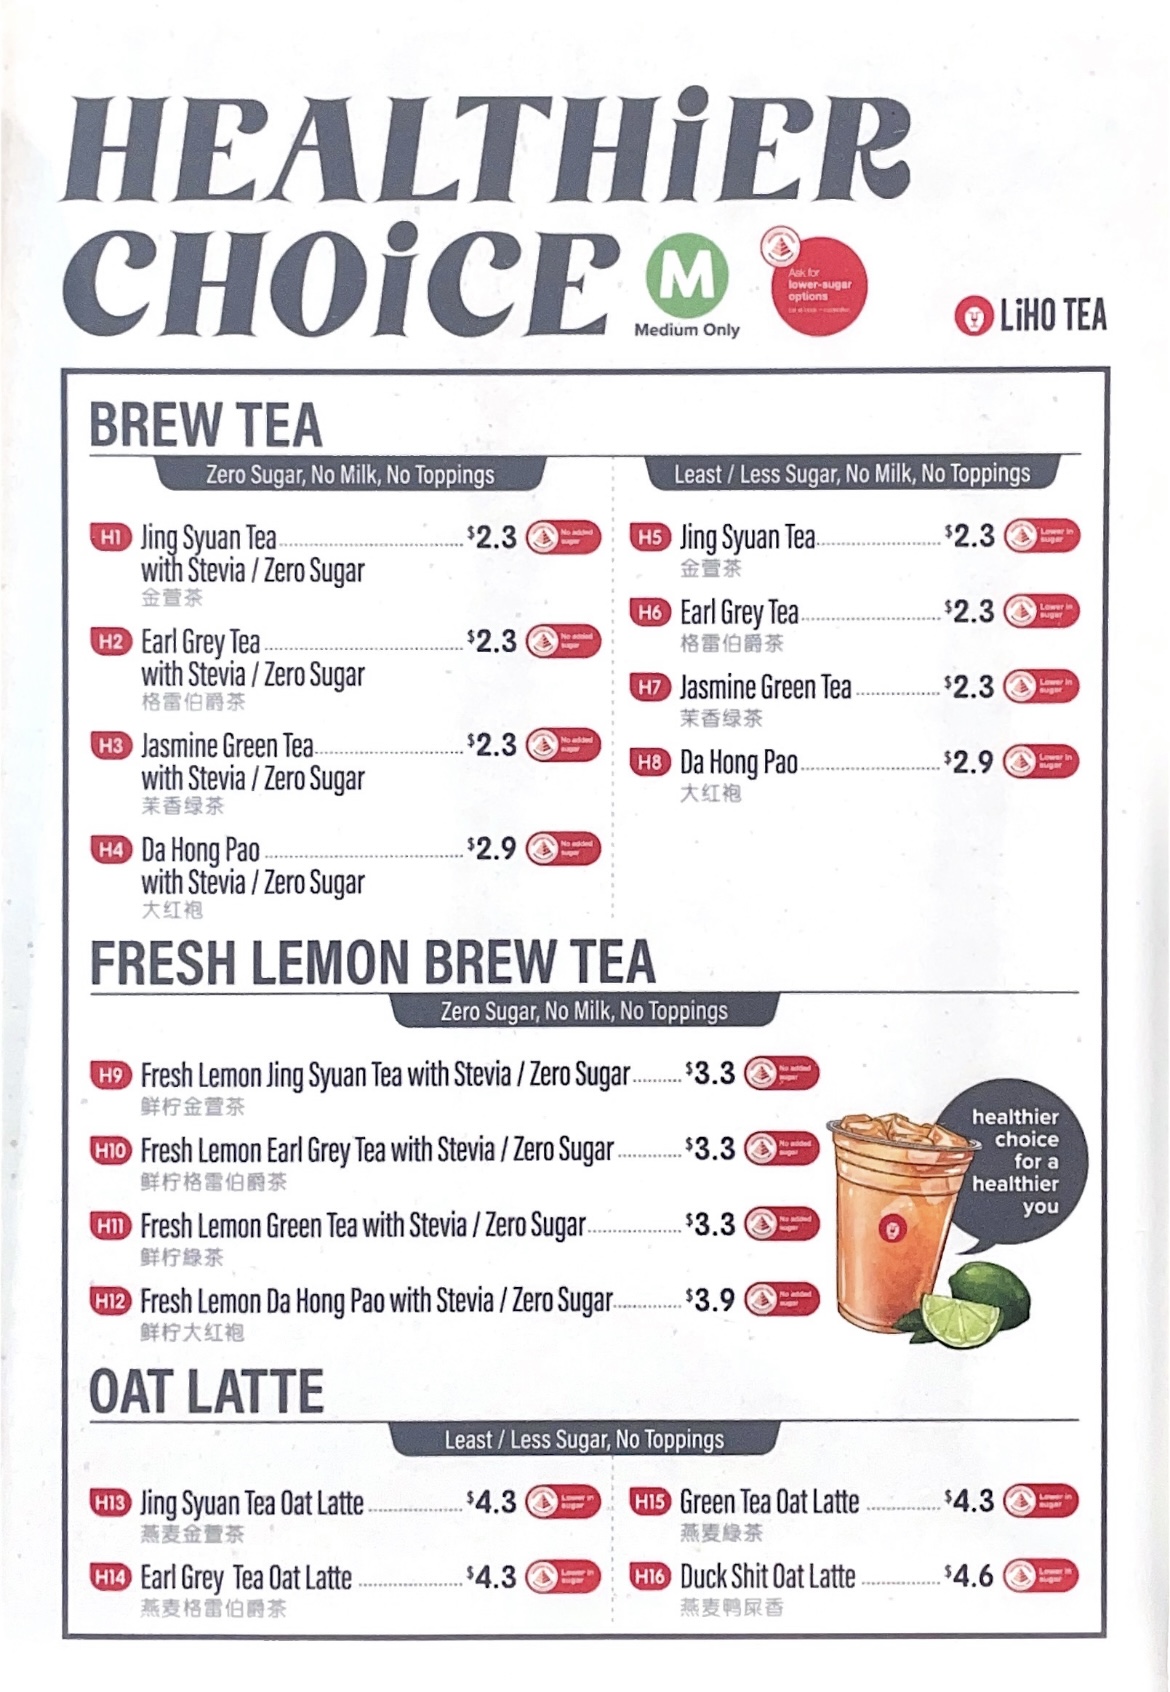 HEALTHiER
CHOiCE
M
Medium Only
Ask for
lower-sugar
options
LiHO TEA
BREW TEA
Zero Sugar, No Milk, No Toppings
H1 Jing Syuan Tea $2.3 No added sugar
with Stevia / Zero Sugar
金萱茶
H2 Earl Grey Tea $2.3 No added sugar
with Stevia / Zero Sugar
格雷伯爵茶
H3 Jasmine Green Tea $2.3 No added sugar
with Stevia / Zero Sugar
茉香绿茶
H4 Da Hong Pao $2.9 No added sugar
with Stevia / Zero Sugar
大红袍
Least / Less Sugar, No Milk, No Toppings
H5 Jing Syuan Tea $2.3 Lower in sugar
金萱茶
H6 Earl Grey Tea $2.3 Lower in sugar
格雷伯爵茶
H7 Jasmine Green Tea $2.3 Lower in sugar
茉香绿茶
H8 Da Hong Pao $2.9 Lower in sugar
大红袍
FRESH LEMON BREW TEA
Zero Sugar, No Milk, No Toppings
H9 Fresh Lemon Jing Syuan Tea with Stevia / Zero Sugar $3.3 No added sugar
鲜柠金萱茶
H10 Fresh Lemon Earl Grey Tea with Stevia / Zero Sugar $3.3 No added sugar
鲜柠格雷伯爵茶
H11 Fresh Lemon Green Tea with Stevia / Zero Sugar $3.3 No added sugar
鲜柠綠茶
H12 Fresh Lemon Da Hong Pao with Stevia / Zero Sugar $3.9 No added sugar
鲜柠大红袍
healthier
choice
for a
healthier
you
OAT LATTE
Least / Less Sugar, No Toppings
H13 Jing Syuan Tea Oat Latte $4.3 Lower in sugar
燕麦金萱茶
H14 Earl Grey Tea Oat Latte $4.3 Lower in sugar
燕麦格雷伯爵茶
H15 Green Tea Oat Latte $4.3 Lower in sugar
燕麦綠茶
H16 Duck Shit Oat Latte $4.6 Lower in sugar
燕麦鸭屎香